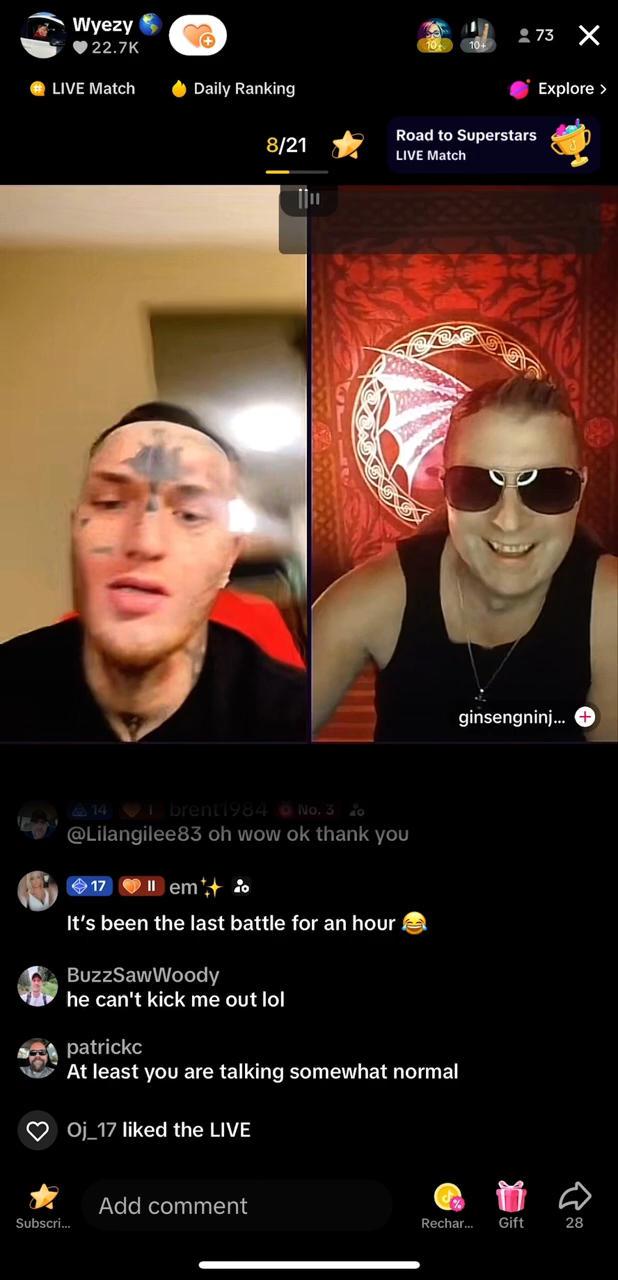 Wyezy
22.7K
10+
10+
73
LIVE Match
Daily Ranking
Explore
8/21
Road to Superstars
LIVE Match
ginsengninj...
14
I
brent1984
No. 3
@Lilangilee83 oh wow ok thank you
17
II
em
It's been the last battle for an hour 😂
BuzzSawWoody
he can't kick me out lol
patrickc
At least you are talking somewhat normal
Oj_17 liked the LIVE
Add comment
Subscri...
Rechar...
Gift
28